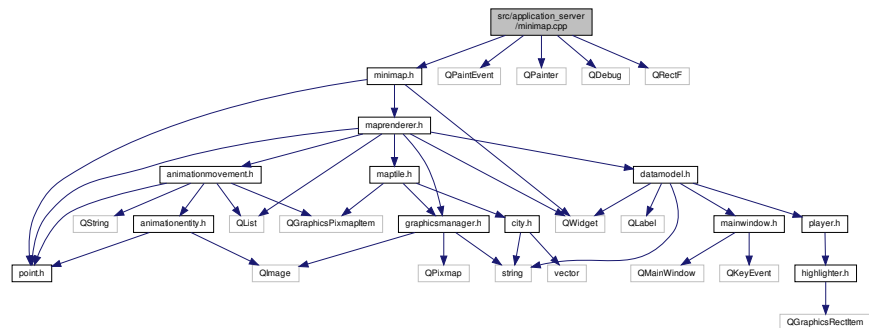 src/application_server
/minimap.cpp
minimap.h
QPaintEvent
QPainter
QDebug
QRectF
maprenderer.h
animationmovement.h
maptile.h
datamodel.h
QString
animationentity.h
QList
QGraphicsPixmapItem
graphicsmanager.h
city.h
QWidget
QLabel
mainwindow.h
player.h
point.h
QImage
QPixmap
string
vector
QMainWindow
QKeyEvent
highlighter.h
QGraphicsRectItem